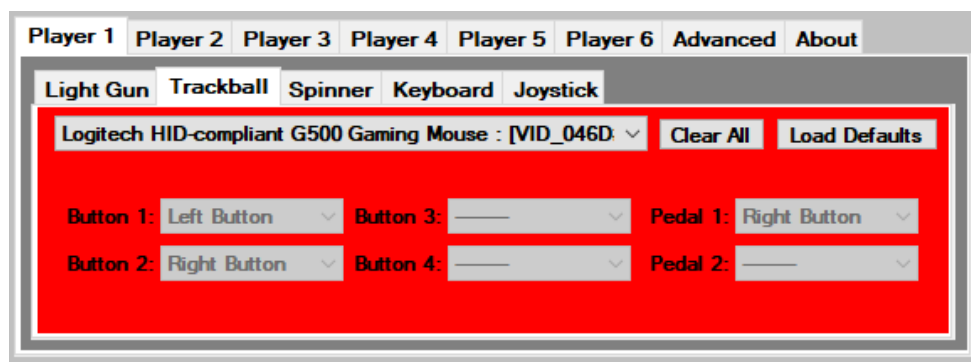 Player 1 Player 2 Player 3 Player 4 Player 5 Player 6 Advanced About
Light Gun Trackball Spinner Keyboard Joystick
Logitech HID-compliant G500 Gaming Mouse : [VID_046D: Clear All Load Defaults
Button 1: Left Button Button 3: ——— Pedal 1: Right Button
Button 2: Right Button Button 4: ——— Pedal 2: ———